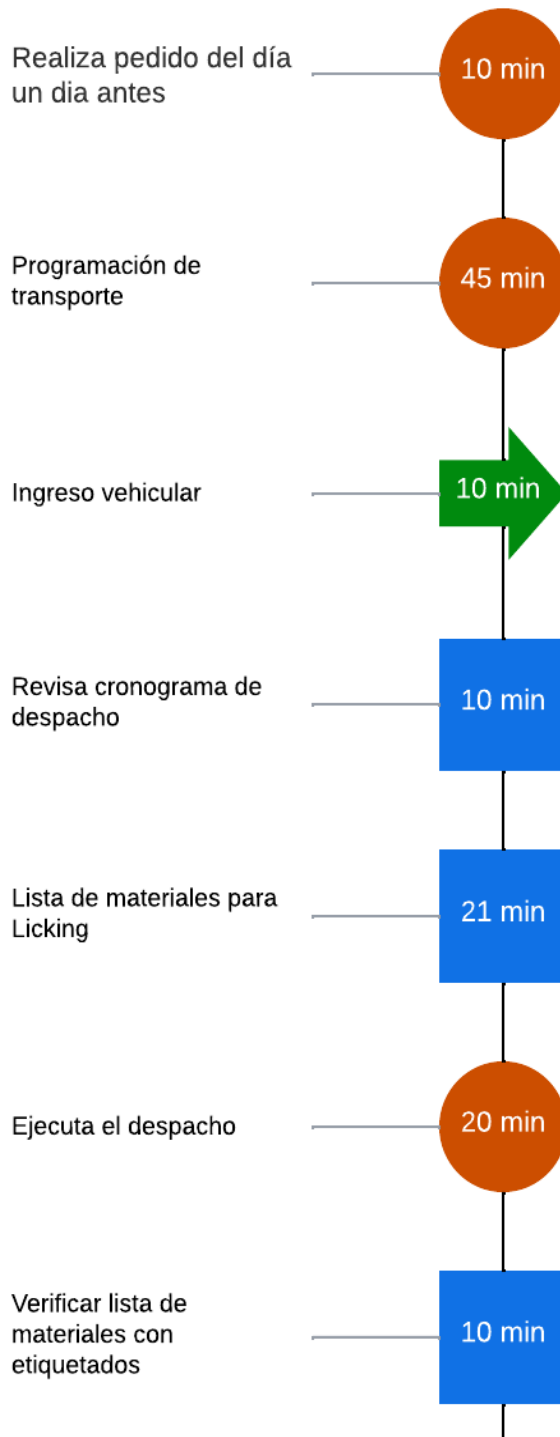 Realiza pedido del día
un dia antes
10 min
Programación de
transporte
45 min
Ingreso vehicular
10 min
Revisa cronograma de
despacho
10 min
Lista de materiales para
Licking
21 min
Ejecuta el despacho
20 min
Verificar lista de
materiales con
etiquetados
10 min